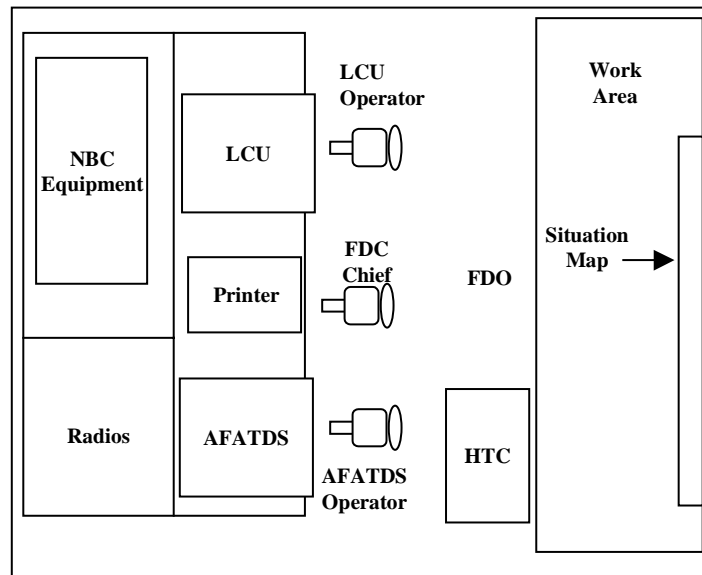 LCU
Operator
Work
Area
NBC
Equipment
LCU
FDC
Chief
Situation
Map
FDO
Printer
Radios
AFATDS
HTC
AFATDS
Operator